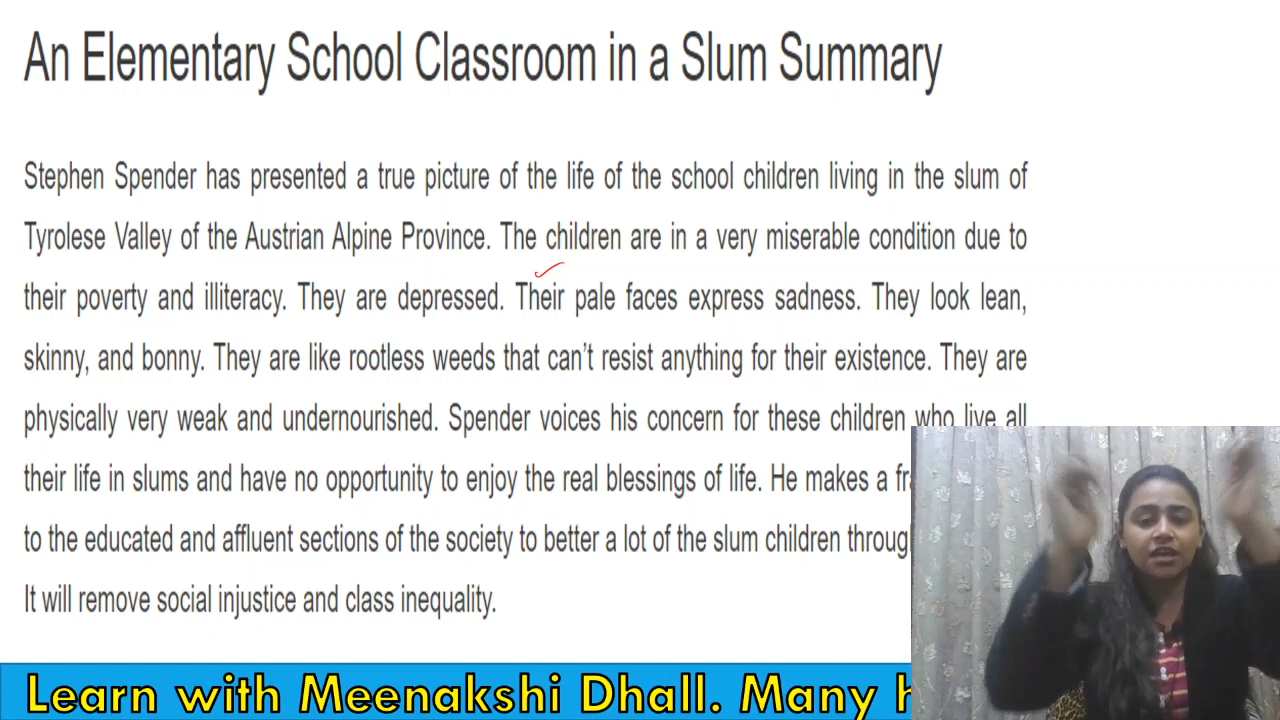 An Elementary School Classroom in a Slum Summary
Stephen Spender has presented a true picture of the life of the school children living in the slum of
Tyrolese Valley of the Austrian Alpine Province. The children are in a very miserable condition due to
their poverty and illiteracy. They are depressed. Their pale faces express sadness. They look lean,
skinny, and bonny. They are like rootless weeds that can't resist anything for their existence. They are
physically very weak and undernourished. Spender voices his concern for these children who live all
their life in slums and have no opportunity to enjoy the real blessings of life. He makes a
to the educated and affluent sections of the society to better a lot of the slum children
It will remove social injustice and class inequality.
Learn with Meenakshi Dhall. Many